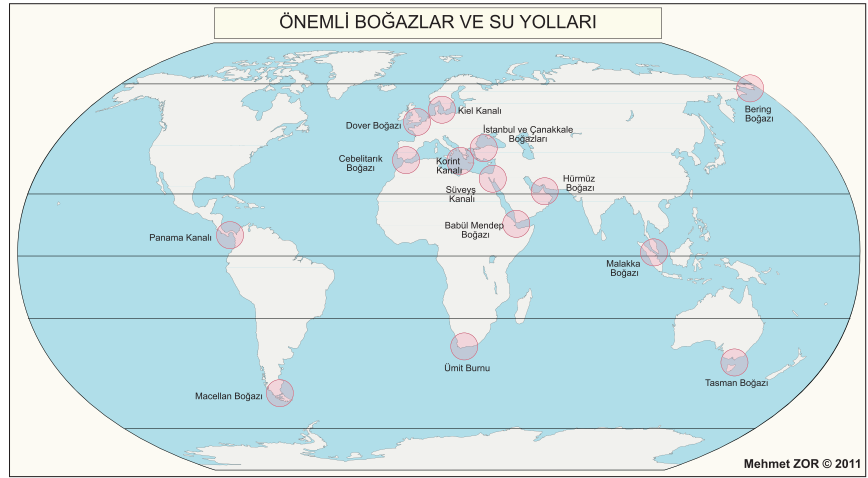 ÖNEMLİ BOĞAZLAR VE SU YOLLARI
Bering
Boğazı
Kiel Kanalı
Dover Boğazı
İstanbul ve Çanakkale
Boğazları
Cebelitarık
Boğazı
Korint
Kanalı
Hürmüz
Boğazı
Süveyş
Kanalı
Babül Mendep
Boğazı
Panama Kanalı
Malakka
Boğazı
Ümit Burnu
Tasman Boğazı
Macellan Boğazı
Mehmet ZOR © 2011